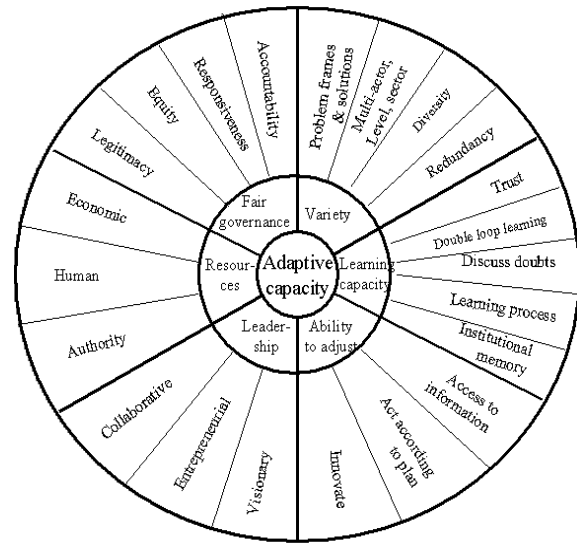 Adaptive
capacity
Variety
Learning
capacity
Ability
to adjust
Leader-
ship
Resour-
ces
Fair
governance
Problem frames
& solutions
Multi-actor,
Level, sector
Diversity
Redundancy
Trust
Double loop learning
Discuss doubts
Learning process
Institutional
memory
Access to
information
Act according
to plan
Innovate
Visionary
Entrepreneurial
Collaborative
Authority
Human
Economic
Legitimacy
Equity
Responsiveness
Accountability